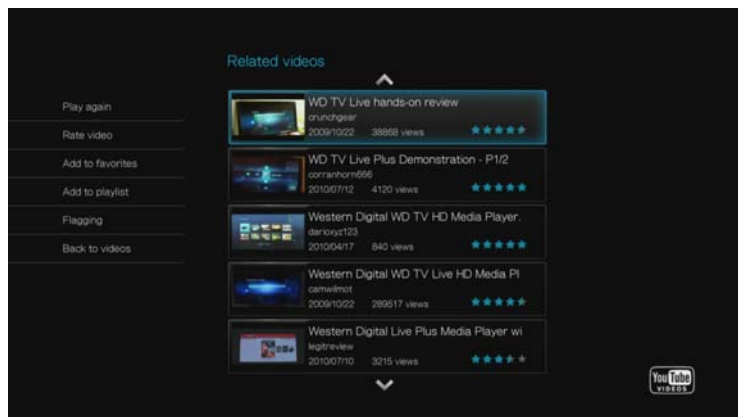 Related videos
Play again
Rate video
Add to favorites
Add to playlist
Flagging
Back to videos
WD TV Live hands-on review
crunchgear
2009/10/22 38868 views
WD TV Live Plus Demonstration - P1/2
corranhorn666
2010/07/12 4120 views
Western Digital WD TV HD Media Player.
darioxyz123
2010/04/17 840 views
Western Digital WD TV Live HD Media Pl
camwilmot
2009/10/22 289517 views
Western Digital Live Plus Media Player wi
legitreview
2010/07/10 3215 views
You Tube
VIDEOS